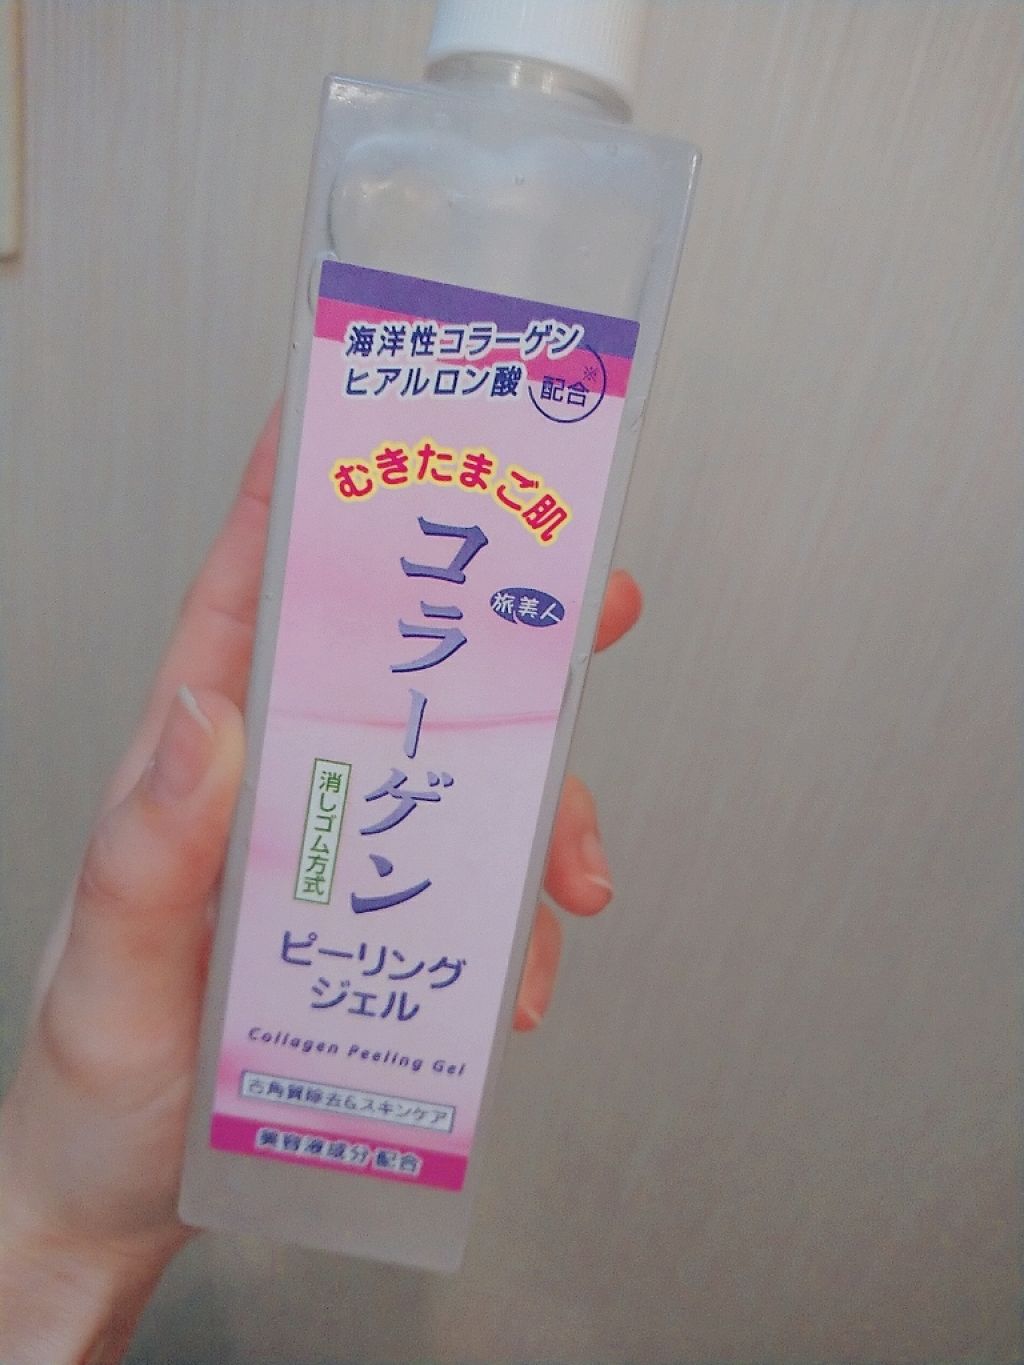 海洋性コラーゲン
ヒアルロン酸 配合※
むきたまご肌
コラーゲン
旅美人
消しゴム方式
ピーリング
ジェル
Collagen Peeling Gel
古角質除去&スキンケア
美容液成分 配合